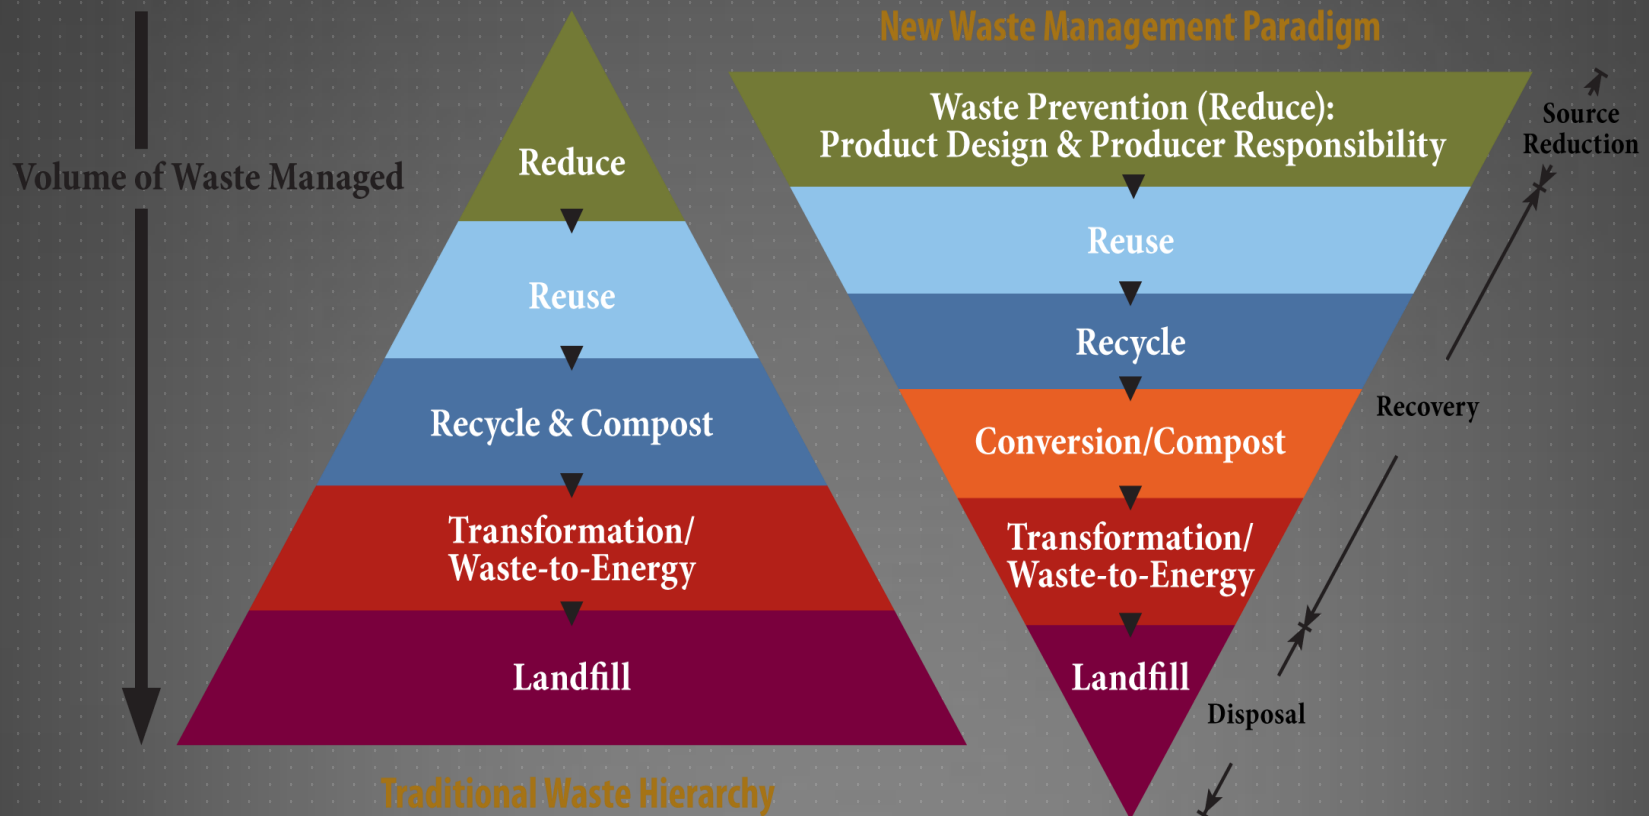 New Waste Management Paradigm
Volume of Waste Managed
Reduce
Reuse
Recycle & Compost
Transformation/
Waste-to-Energy
Landfill
Traditional Waste Hierarchy
Waste Prevention (Reduce):
Product Design & Producer Responsibility
Reuse
Recycle
Conversion/Compost
Transformation/
Waste-to-Energy
Landfill
Source
Reduction
Recovery
Disposal